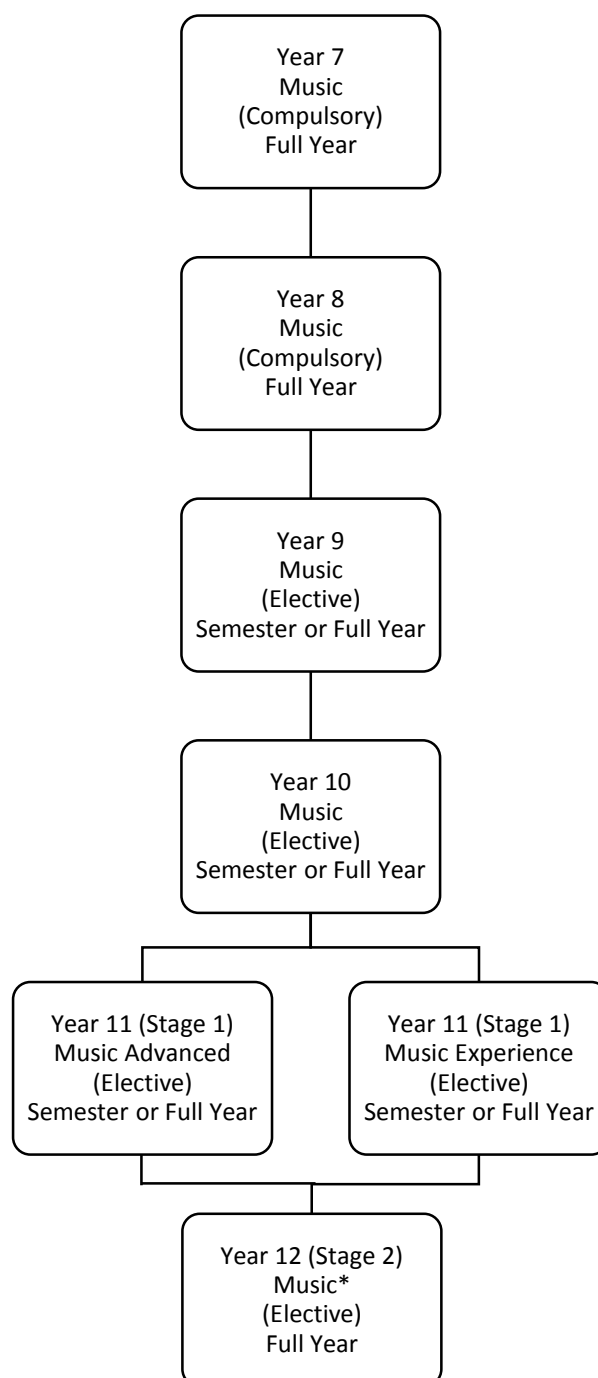 Year 7
Music
(Compulsory)
Full Year
Year 8
Music
(Compulsory)
Full Year
Year 9
Music
(Elective)
Semester or Full Year
Year 10
Music
(Elective)
Semester or Full Year
Year 11 (Stage 1)
Music Advanced
(Elective)
Semester or Full Year
Year 11 (Stage 1)
Music Experience
(Elective)
Semester or Full Year
Year 12 (Stage 2)
Music*
(Elective)
Full Year